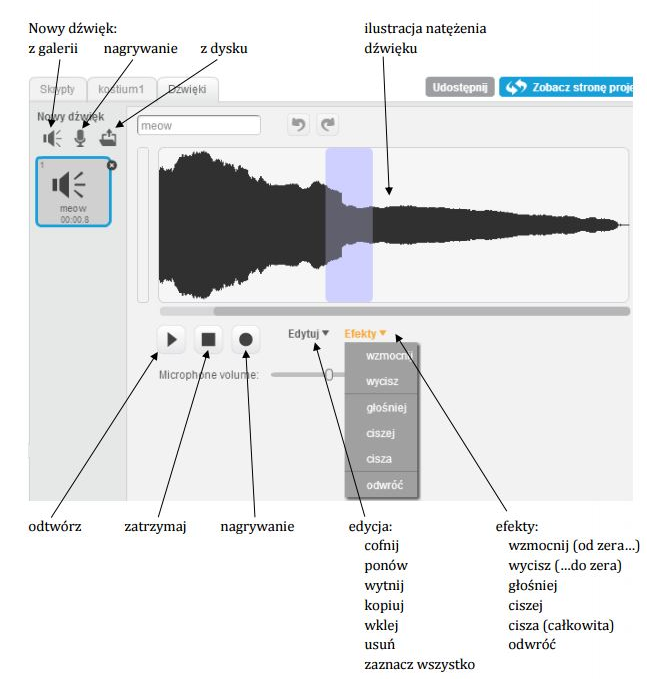 Nowy dźwięk:
z galerii nagrywanie z dysku
ilustracja natężenia
dźwięku
Skrypty kostium1 Dźwięki
Udostępnij Zobacz stronę proje
Nowy dźwięk
meow
1
meow
00:00.8
Edytuj Efekty
Microphone volume:
wzmocnij
wycisz
głośniej
ciszej
cisza
odwróć
odtwórz zatrzymaj nagrywanie
edycja:
cofnij
ponów
wytnij
kopiuj
wklej
usuń
zaznacz wszystko
efekty:
wzmocnij (od zera...)
wycisz (...do zera)
głośniej
ciszej
cisza (całkowita)
odwróć